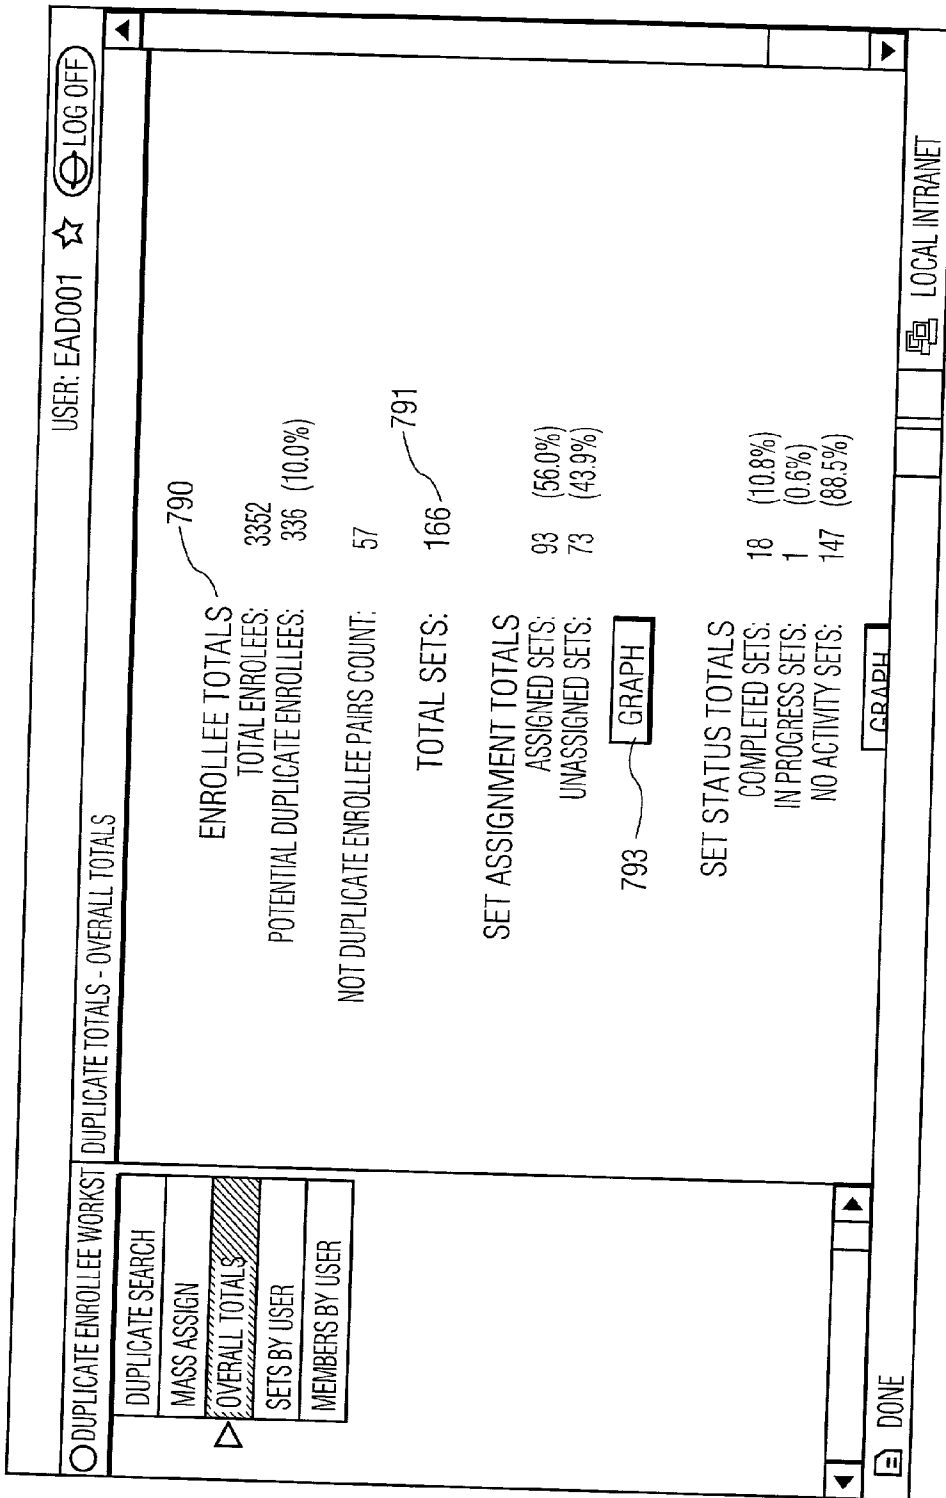 USER: EAD001 LOG OFF
DUPLICATE ENROLLEE WORKST DUPLICATE TOTALS - OVERALL TOTALS
DUPLICATE SEARCH
MASS ASSIGN
OVERALL TOTALS
SETS BY USER
MEMBERS BY USER
ENROLLEE TOTALS 790
TOTAL ENROLEES: 3352
POTENTIAL DUPLICATE ENROLLEES: 336 (10.0%)
NOT DUPLICATE ENROLLEE PAIRS COUNT: 57
TOTAL SETS: 166 791
SET ASSIGNMENT TOTALS
ASSIGNED SETS: 93 (56.0%)
UNASSIGNED SETS: 73 (43.9%)
793 GRAPH
SET STATUS TOTALS
COMPLETED SETS: 18 (10.8%)
IN PROGRESS SETS: 1 (0.6%)
NO ACTIVITY SETS: 147 (88.5%)
GRAPH
DONE LOCAL INTRANET